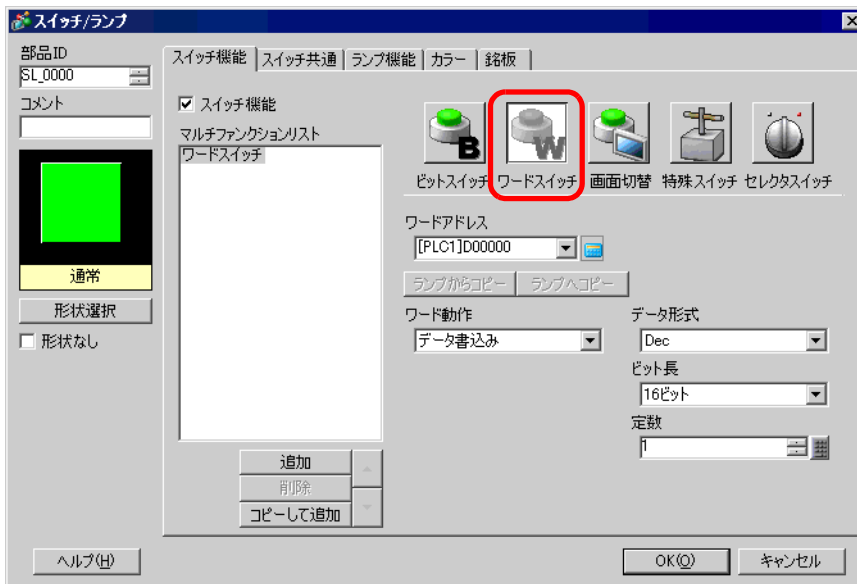 スイッチ/ランプ
部品ID
SL_0000
コメント
通常
形状選択
形状なし
スイッチ機能
スイッチ共通
ランプ機能
カラー
銘板
スイッチ機能
マルチファンクションリスト
ワードスイッチ
追加
削除
コピーして追加
B
W
ビットスイッチ
ワードスイッチ
画面切替
特殊スイッチ
セレクタスイッチ
ワードアドレス
[PLC1]D00000
ランプからコピー
ランプへコピー
ワード動作
データ書込み
データ形式
Dec
ビット長
16ビット
定数
1
ヘルプ(H)
OK(O)
キャンセル